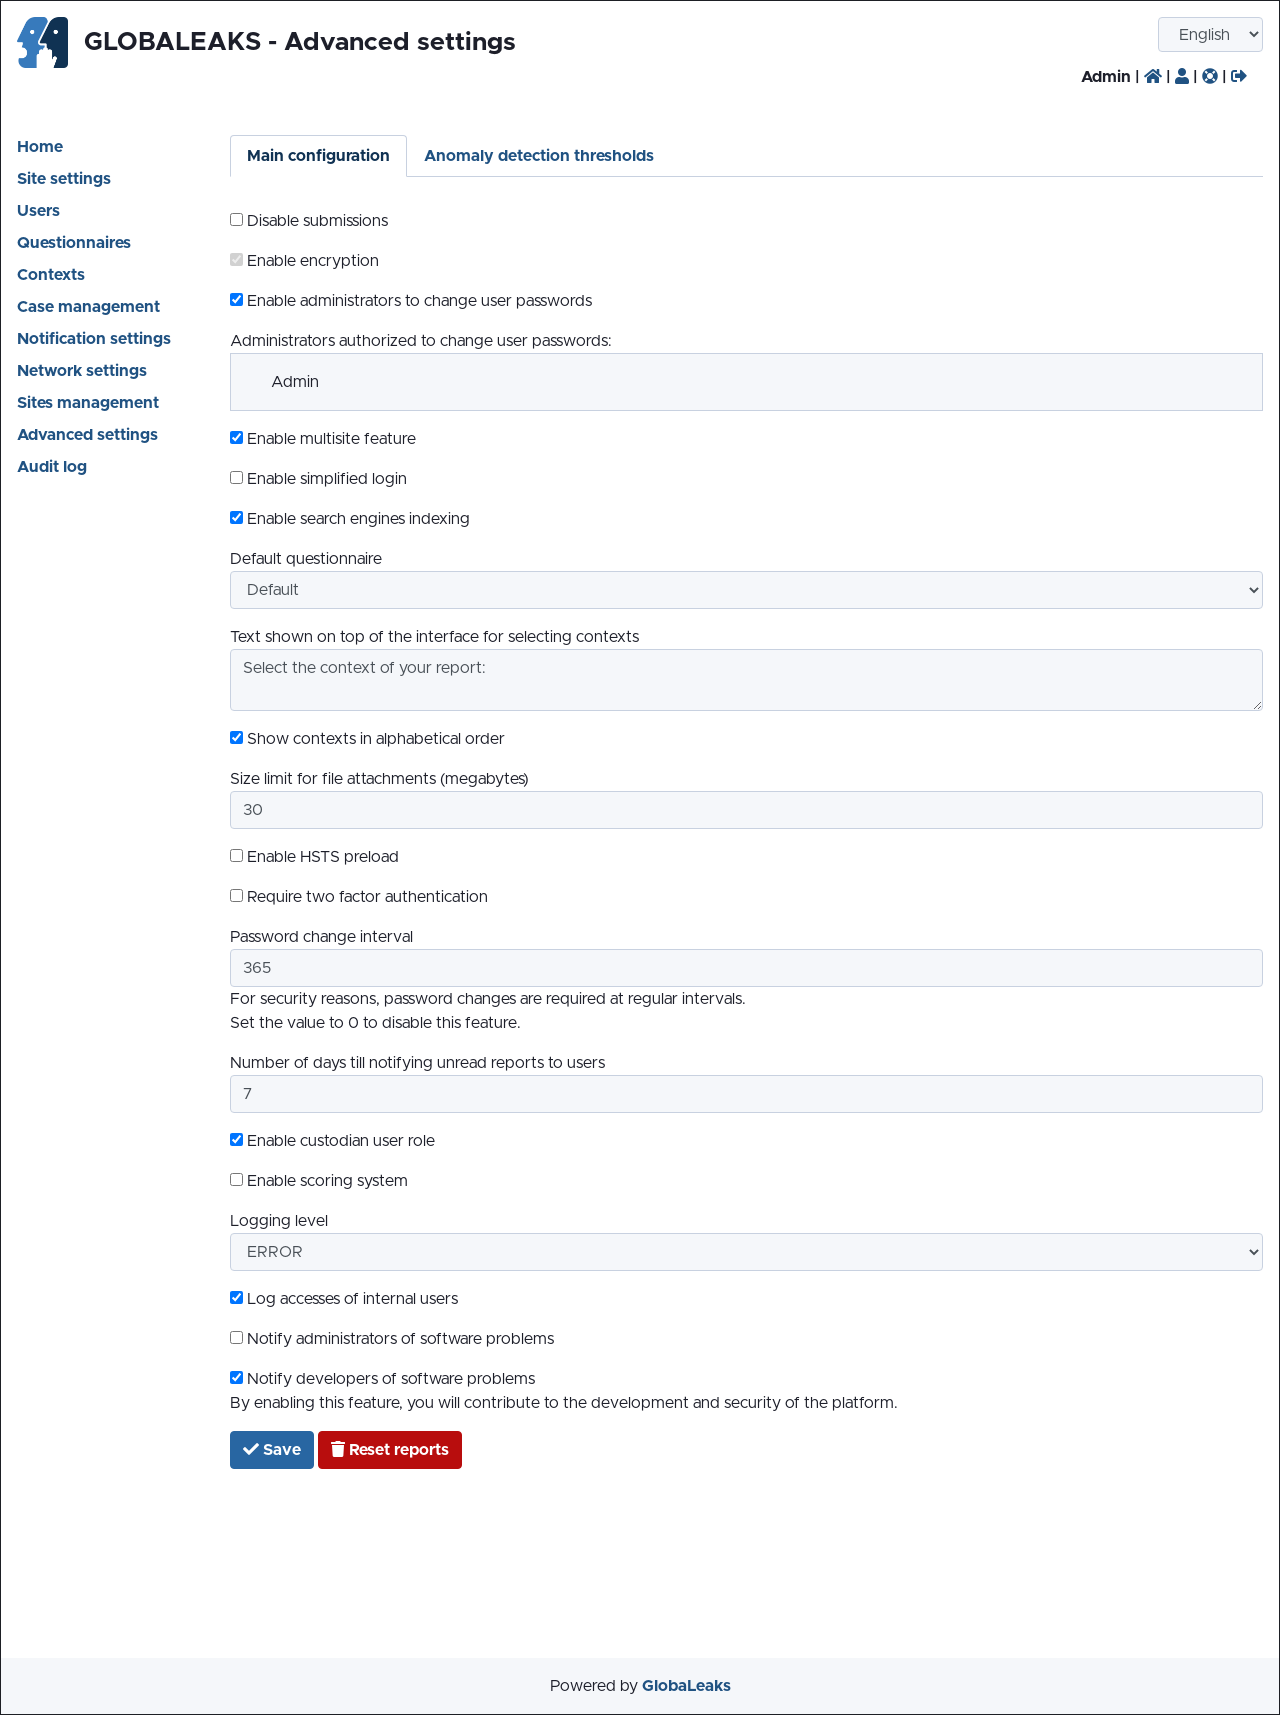 GLOBALEAKS - Advanced settings
English
Admin | | | |
Home
Site settings
Users
Questionnaires
Contexts
Case management
Notification settings
Network settings
Sites management
Advanced settings
Audit log
Main configuration
Anomaly detection thresholds
Disable submissions
Enable encryption
Enable administrators to change user passwords
Administrators authorized to change user passwords:
Admin
Enable multisite feature
Enable simplified login
Enable search engines indexing
Default questionnaire
Default
Text shown on top of the interface for selecting contexts
Select the context of your report:
Show contexts in alphabetical order
Size limit for file attachments (megabytes)
30
Enable HSTS preload
Require two factor authentication
Password change interval
365
For security reasons, password changes are required at regular intervals.
Set the value to 0 to disable this feature.
Number of days till notifying unread reports to users
7
Enable custodian user role
Enable scoring system
Logging level
ERROR
Log accesses of internal users
Notify administrators of software problems
Notify developers of software problems
By enabling this feature, you will contribute to the development and security of the platform.
Save
Reset reports
Powered by GlobaLeaks